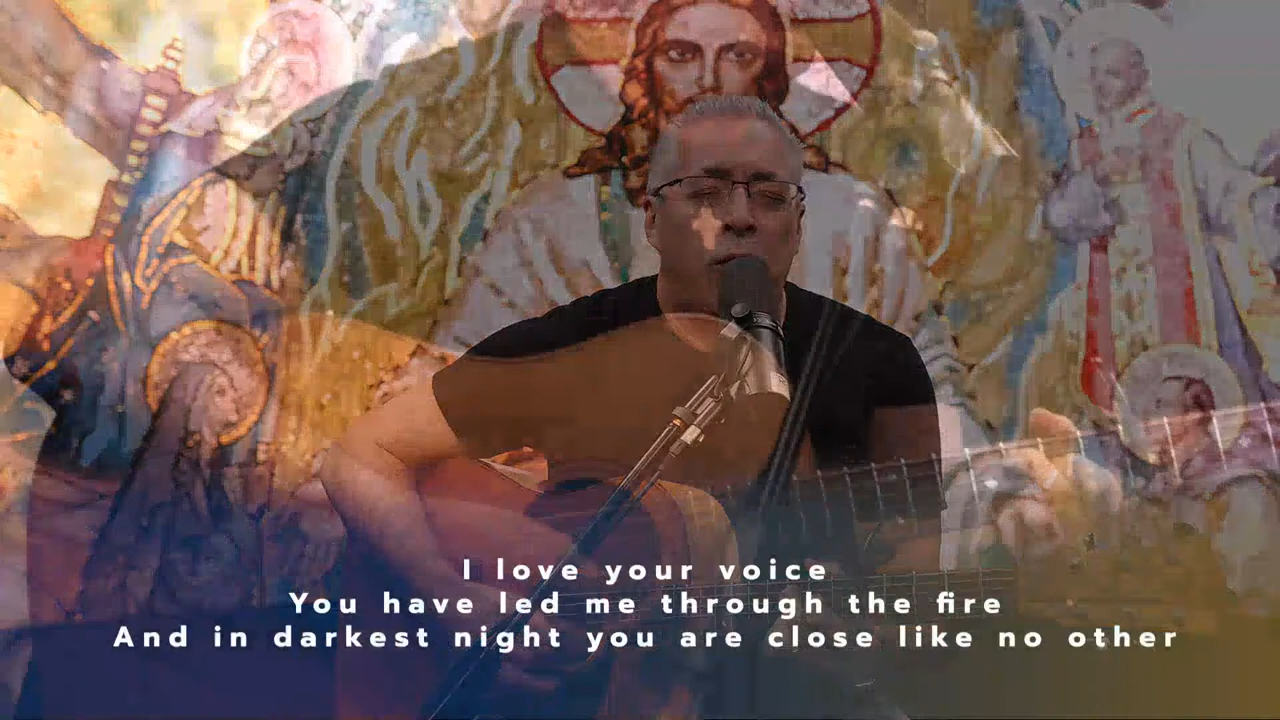 I love your voice
You have led me through the fire
And in darkest night you are close like no other